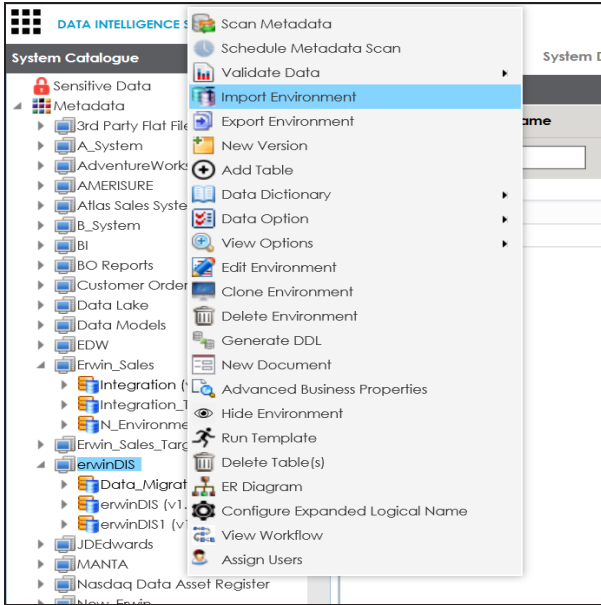 DATA INTELLIGENCE S
System Catalogue
System D
ame
Sensitive Data
Metadata
3rd Party Flat File
A_System
AdventureWorks
AMERISURE
Atlas Sales Syste
B_System
BI
BO Reports
Customer Order
Data Lake
Data Models
EDW
Erwin_Sales
Integration (
Integration_T
N_Environme
Erwin_Sales_Targ
erwinDIS
Data_Migrat
erwinDIS (v1.
erwinDIS1 (v1
JDEdwards
MANTA
Nasdaq Data Asset Register
New_Erwin
Scan Metadata
Schedule Metadata Scan
Validate Data
Import Environment
Export Environment
New Version
Add Table
Data Dictionary
Data Option
View Options
Edit Environment
Clone Environment
Delete Environment
Generate DDL
New Document
Advanced Business Properties
Hide Environment
Run Template
Delete Table(s)
ER Diagram
Configure Expanded Logical Name
View Workflow
Assign Users